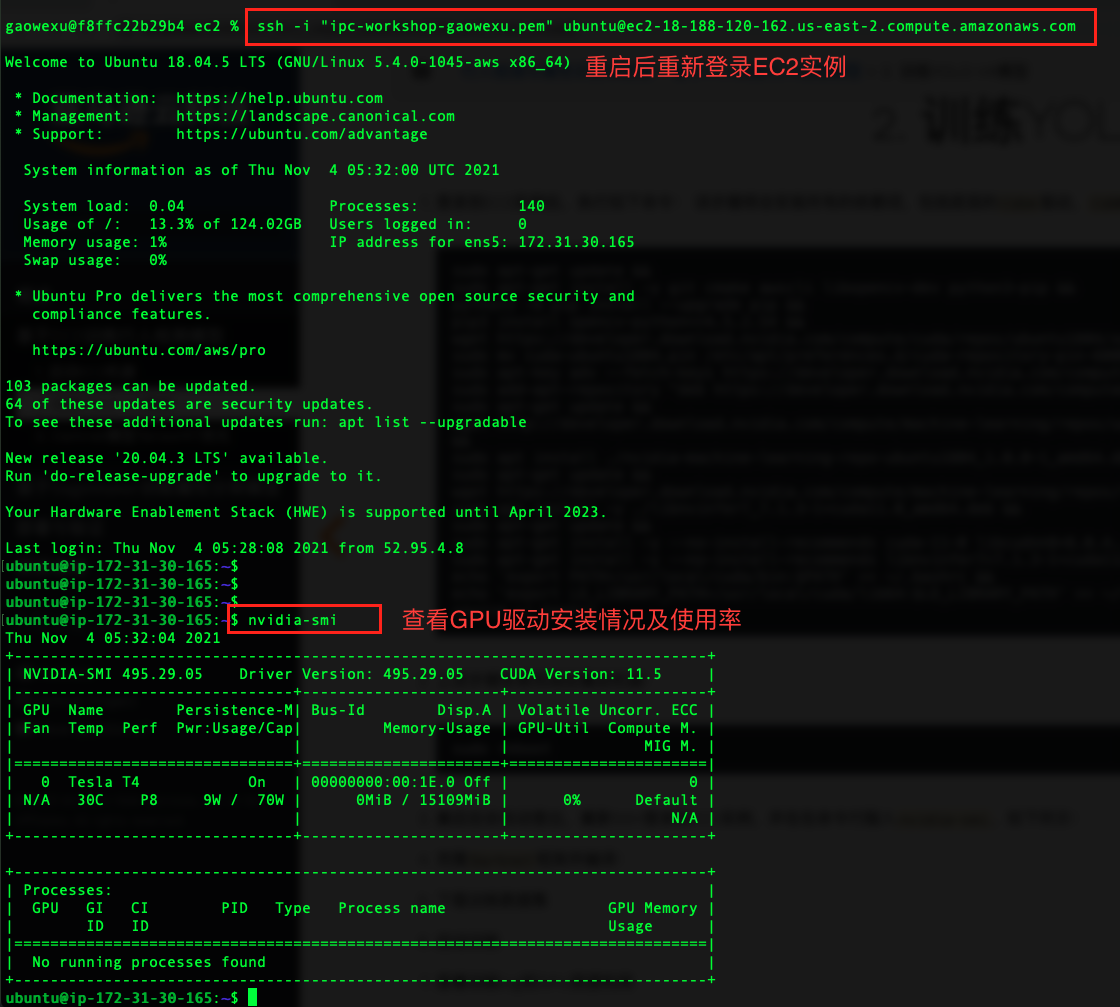 gaowexu@f8ffc22b29b4 ec2 % ssh -i "ipc-workshop-gaowexu.pem" ubuntu@ec2-18-188-120-162.us-east-2.compute.amazonaws.com
Welcome to Ubuntu 18.04.5 LTS (GNU/Linux 5.4.0-1045-aws x86_64) 重启后重新登录EC2实例
* Documentation: https://help.ubuntu.com
* Management: https://landscape.canonical.com
* Support: https://ubuntu.com/advantage
System information as of Thu Nov 4 05:32:00 UTC 2021
System load: 0.04 Processes: 140
Usage of /: 13.3% of 124.02GB Users logged in: 0
Memory usage: 1% IP address for ens5: 172.31.30.165
Swap usage: 0%
* Ubuntu Pro delivers the most comprehensive open source security and
compliance features.
https://ubuntu.com/aws/pro
103 packages can be updated.
64 of these updates are security updates.
To see these additional updates run: apt list --upgradable
New release '20.04.3 LTS' available.
Run 'do-release-upgrade' to upgrade to it.
Your Hardware Enablement Stack (HWE) is supported until April 2023.
Last login: Thu Nov 4 05:28:08 2021 from 52.95.4.8
ubuntu@ip-172-31-30-165:~$
ubuntu@ip-172-31-30-165:~$
ubuntu@ip-172-31-30-165:~$
ubuntu@ip-172-31-30-165:~$ nvidia-smi 查看GPU驱动安装情况及使用率
Thu Nov 4 05:32:04 2021
+-----------------------------------------------------------------------------+
| NVIDIA-SMI 495.29.05 Driver Version: 495.29.05 CUDA Version: 11.5 |
|-------------------------------+----------------------+----------------------+
| GPU Name Persistence-M| Bus-Id Disp.A | Volatile Uncorr. ECC |
| Fan Temp Perf Pwr:Usage/Cap| Memory-Usage | GPU-Util Compute M. |
| | | MIG M. |
|===============================+======================+======================|
| 0 Tesla T4 On | 00000000:00:1E.0 Off | 0 |
| N/A 30C P8 9W / 70W | 0MiB / 15109MiB | 0% Default |
| | | N/A |
+-------------------------------+----------------------+----------------------+
+-----------------------------------------------------------------------------+
| Processes: |
| GPU GI CI PID Type Process name GPU Memory |
| ID ID Usage |
|=============================================================================|
| No running processes found |
+-----------------------------------------------------------------------------+
ubuntu@ip-172-31-30-165:~$